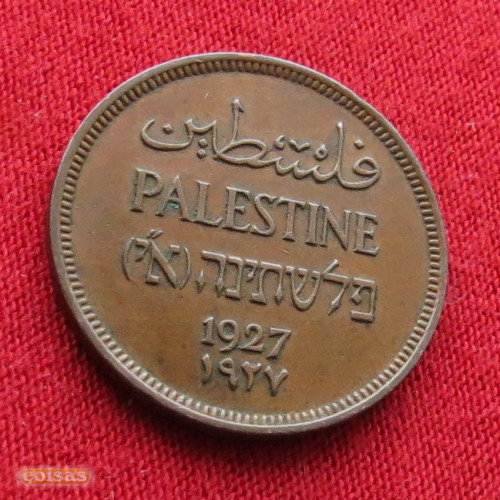 فلسطين
PALESTINE
פלשתינה (א״י)
1927
١٩٢٧
coisas